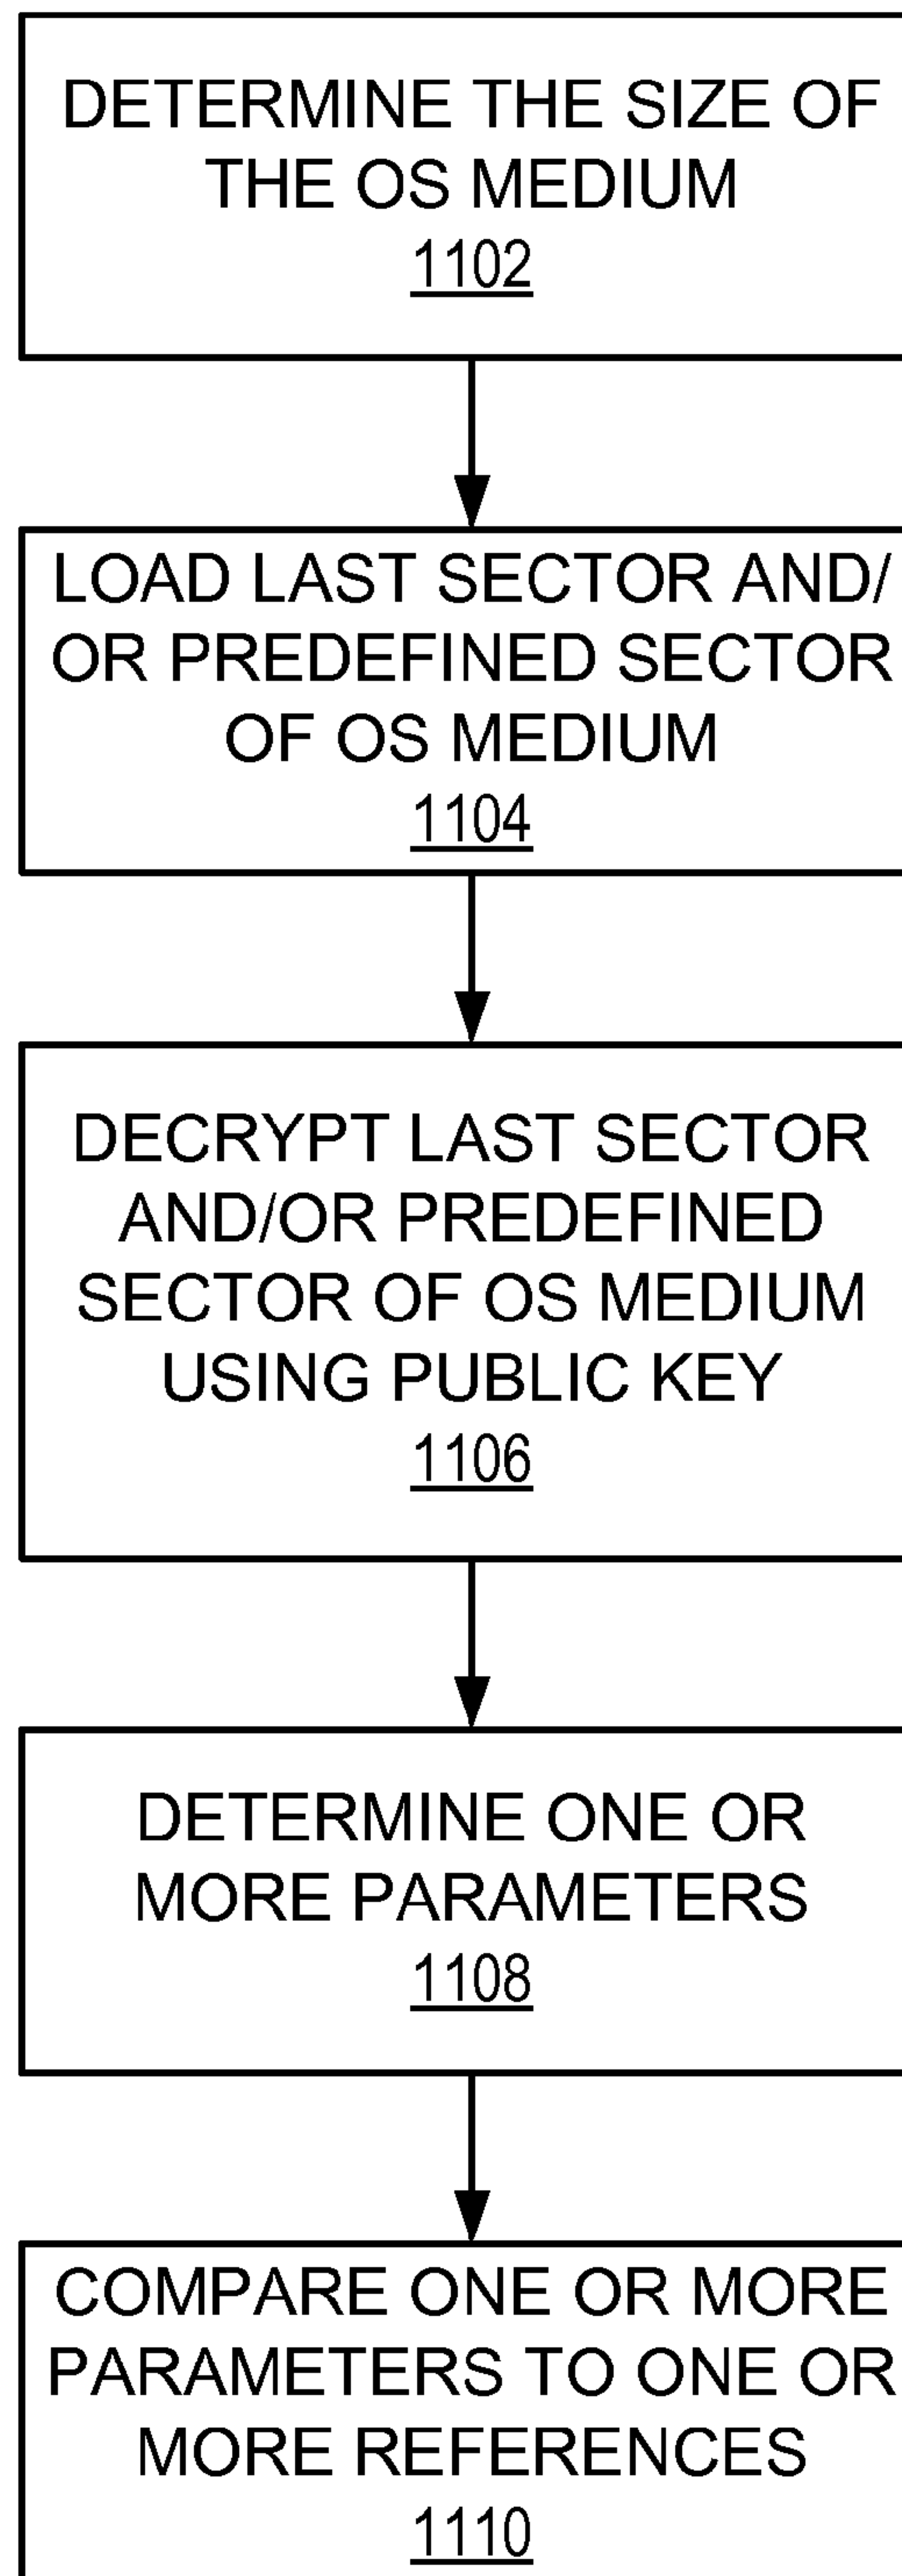 DETERMINE THE SIZE OF
THE OS MEDIUM
1102
LOAD LAST SECTOR AND/
OR PREDEFINED SECTOR
OF OS MEDIUM
1104
DECRYPT LAST SECTOR
AND/OR PREDEFINED
SECTOR OF OS MEDIUM
USING PUBLIC KEY
1106
DETERMINE ONE OR
MORE PARAMETERS
1108
COMPARE ONE OR MORE
PARAMETERS TO ONE OR
MORE REFERENCES
1110